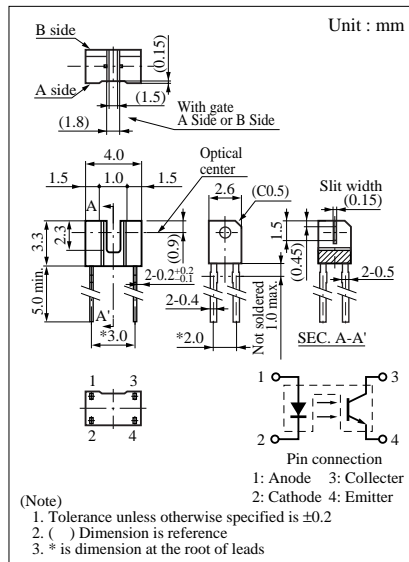 Unit : mm
B side
A side
(0.15)
(1.5)
(1.8)
With gate
A Side or B Side
4.0
Optical
center
1.5
1.0
1.5
A
2.6
(C0.5)
Slit width
(0.15)
3.3
2.3
(0.9)
1.5
(0.45)
5.0 min.
2-0.2+0.2
-0.1
2-0.4
Not soldered
1.0 max.
2-0.5
A'
*3.0
*2.0
SEC. A-A'
1 3
2 4
1
3
2
4
Pin connection
1: Anode 3: Collecter
2: Cathode 4: Emitter
(Note)
1. Tolerance unless otherwise specified is ±0.2
2. ( ) Dimension is reference
3. * is dimension at the root of leads